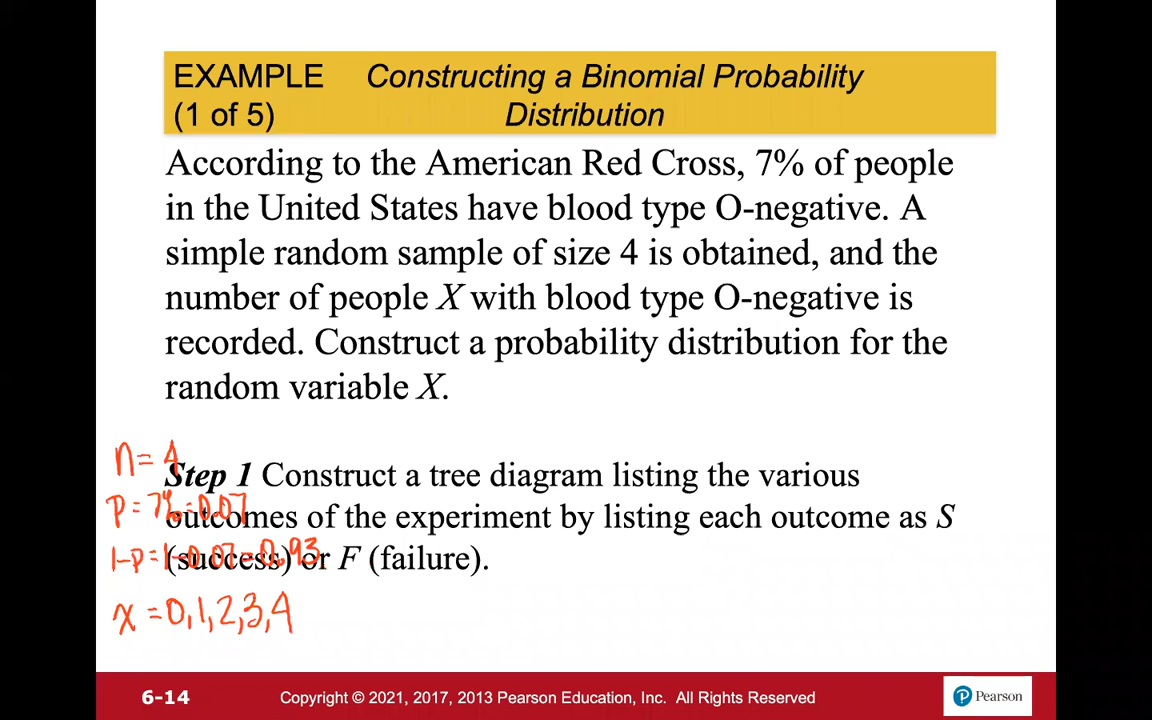 EXAMPLE Constructing a Binomial Probability
(1 of 5) Distribution
According to the American Red Cross, 7% of people
in the United States have blood type O-negative. A
simple random sample of size 4 is obtained, and the
number of people X with blood type O-negative is
recorded. Construct a probability distribution for the
random variable X.
n = 4
Step 1 Construct a tree diagram listing the various
p = 7% = 0.07
outcomes of the experiment by listing each outcome as S
1-p = 1-0.07 = 0.93
(success) or F (failure).
x = 0,1,2,3,4
6-14 Copyright © 2021, 2017, 2013 Pearson Education, Inc. All Rights Reserved
P Pearson